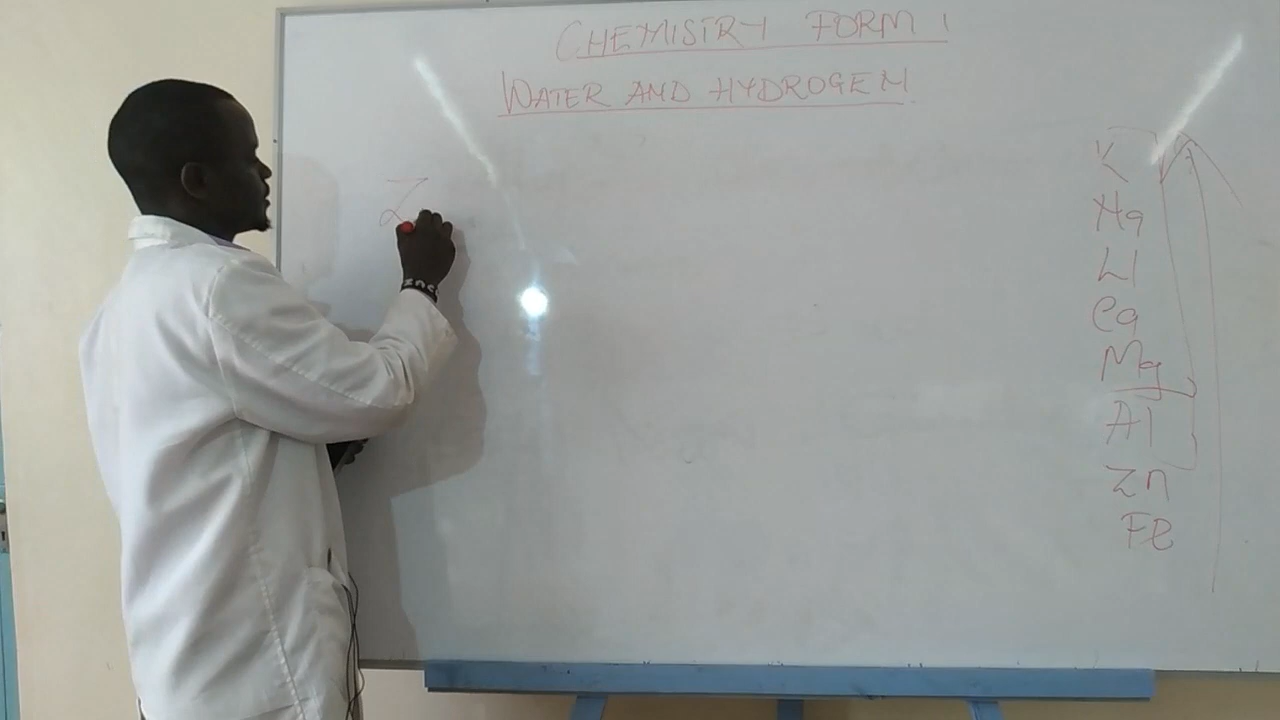 CHEMISTRY FORM 1
WATER AND HYDROGEN
Z
K
Na
Li
Ca
Mg
Al
Zn
Fe